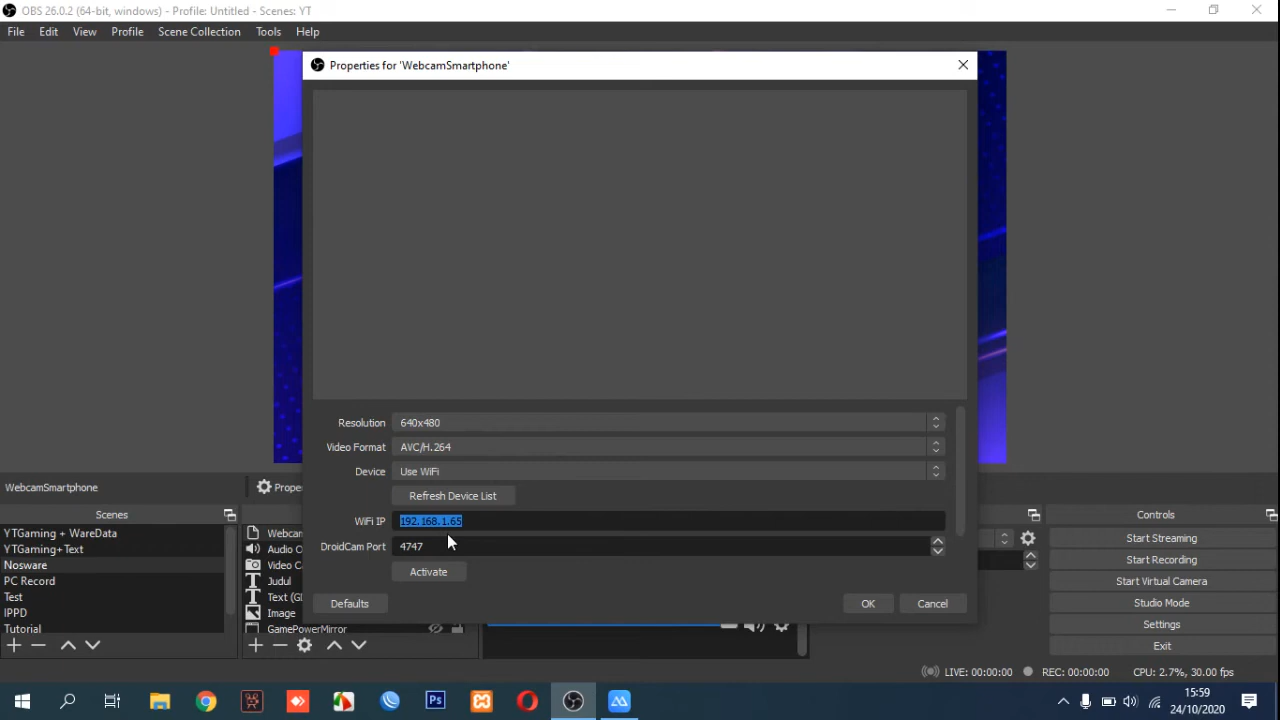 OBS 26.0.2 (64-bit, windows) - Profile: Untitled - Scenes: YT
File Edit View Profile Scene Collection Tools Help
Properties for 'WebcamSmartphone'
Resolution 640x480
Video Format AVC/H.264
Device Use WiFi
Refresh Device List
WiFi IP 192.168.1.65
DroidCam Port 4747
Activate
Defaults OK Cancel
WebcamSmartphone
Scenes
YTGaming + WareData
YTGaming+Text
Nosware
PC Record
Test
IPPD
Tutorial
Webcam
Audio O
Video C
Judul
Text (GD
Image
GamePowerMirror
Controls
Start Streaming
Start Recording
Start Virtual Camera
Studio Mode
Settings
Exit
LIVE: 00:00:00 REC: 00:00:00 CPU: 2.7%, 30.00 fps
Ps
15:59
24/10/2020